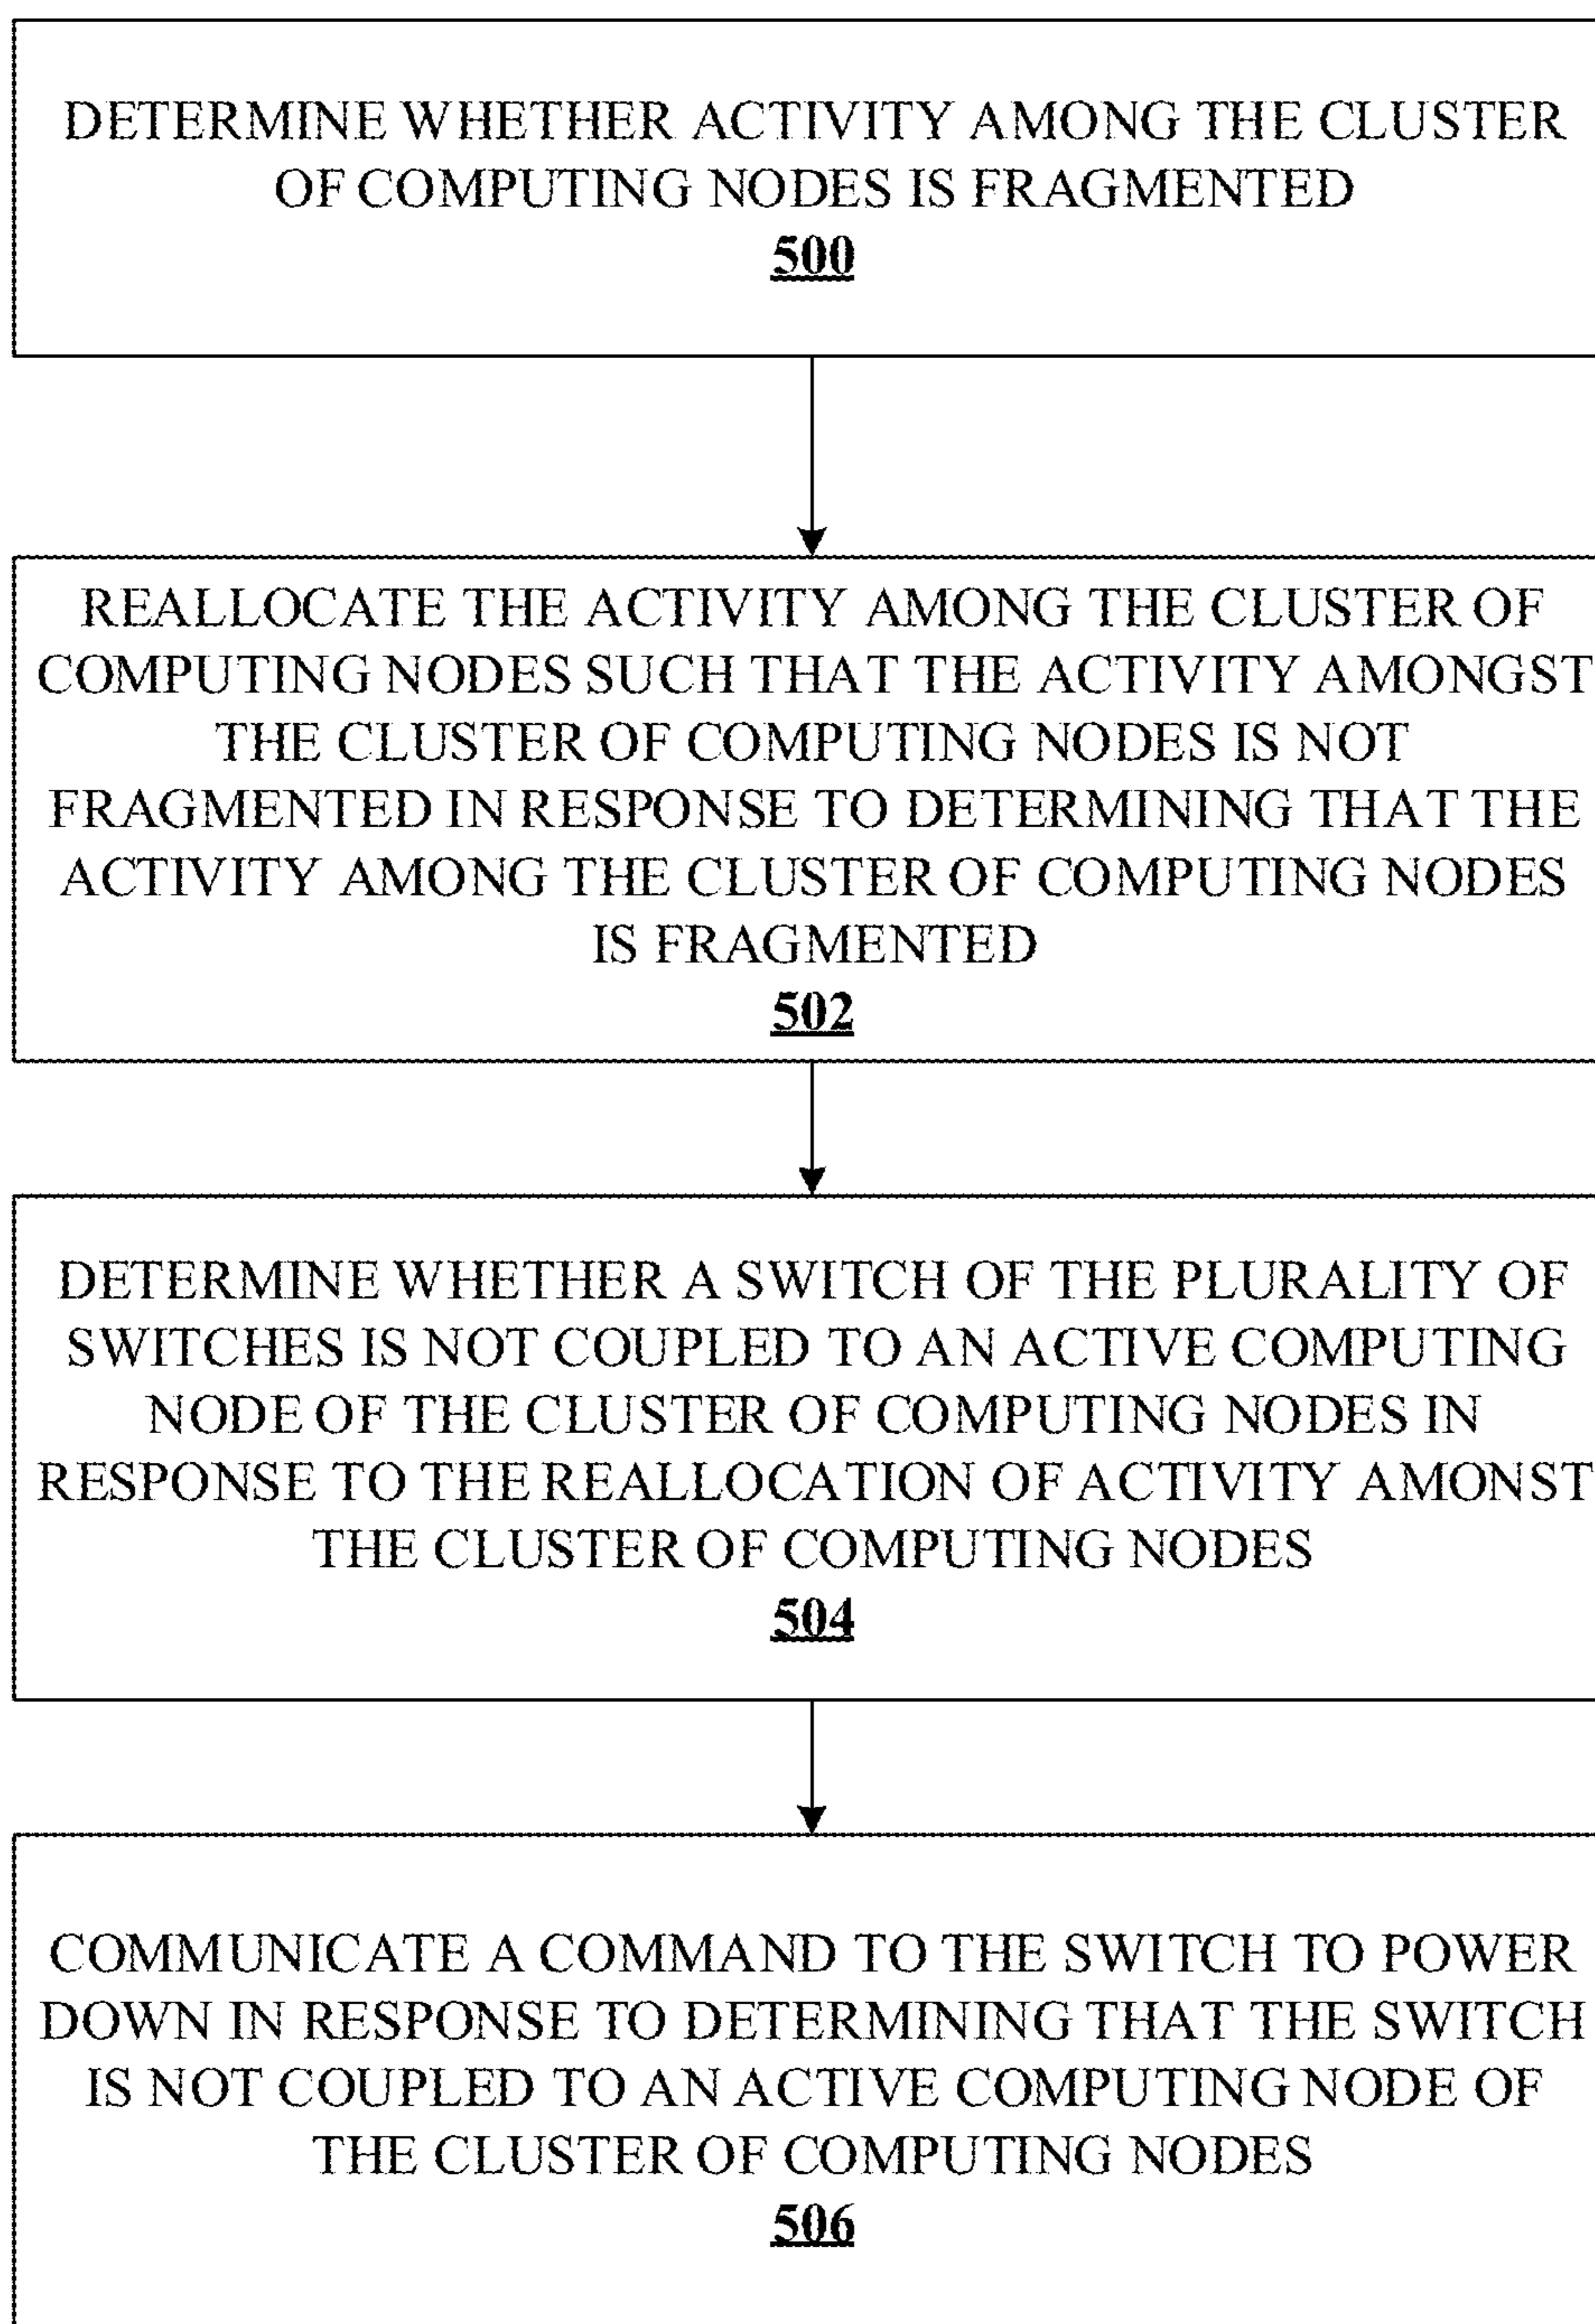 DETERMINE WHETHER ACTIVITY AMONG THE CLUSTER
OF COMPUTING NODES IS FRAGMENTED
500
REALLOCATE THE ACTIVITY AMONG THE CLUSTER OF
COMPUTING NODES SUCH THAT THE ACTIVITY AMONGST
THE CLUSTER OF COMPUTING NODES IS NOT
FRAGMENTED IN RESPONSE TO DETERMINING THAT THE
ACTIVITY AMONG THE CLUSTER OF COMPUTING NODES
IS FRAGMENTED
502
DETERMINE WHETHER A SWITCH OF THE PLURALITY OF
SWITCHES IS NOT COUPLED TO AN ACTIVE COMPUTING
NODE OF THE CLUSTER OF COMPUTING NODES IN
RESPONSE TO THE REALLOCATION OF ACTIVITY AMONST
THE CLUSTER OF COMPUTING NODES
504
COMMUNICATE A COMMAND TO THE SWITCH TO POWER
DOWN IN RESPONSE TO DETERMINING THAT THE SWITCH
IS NOT COUPLED TO AN ACTIVE COMPUTING NODE OF
THE CLUSTER OF COMPUTING NODES
506